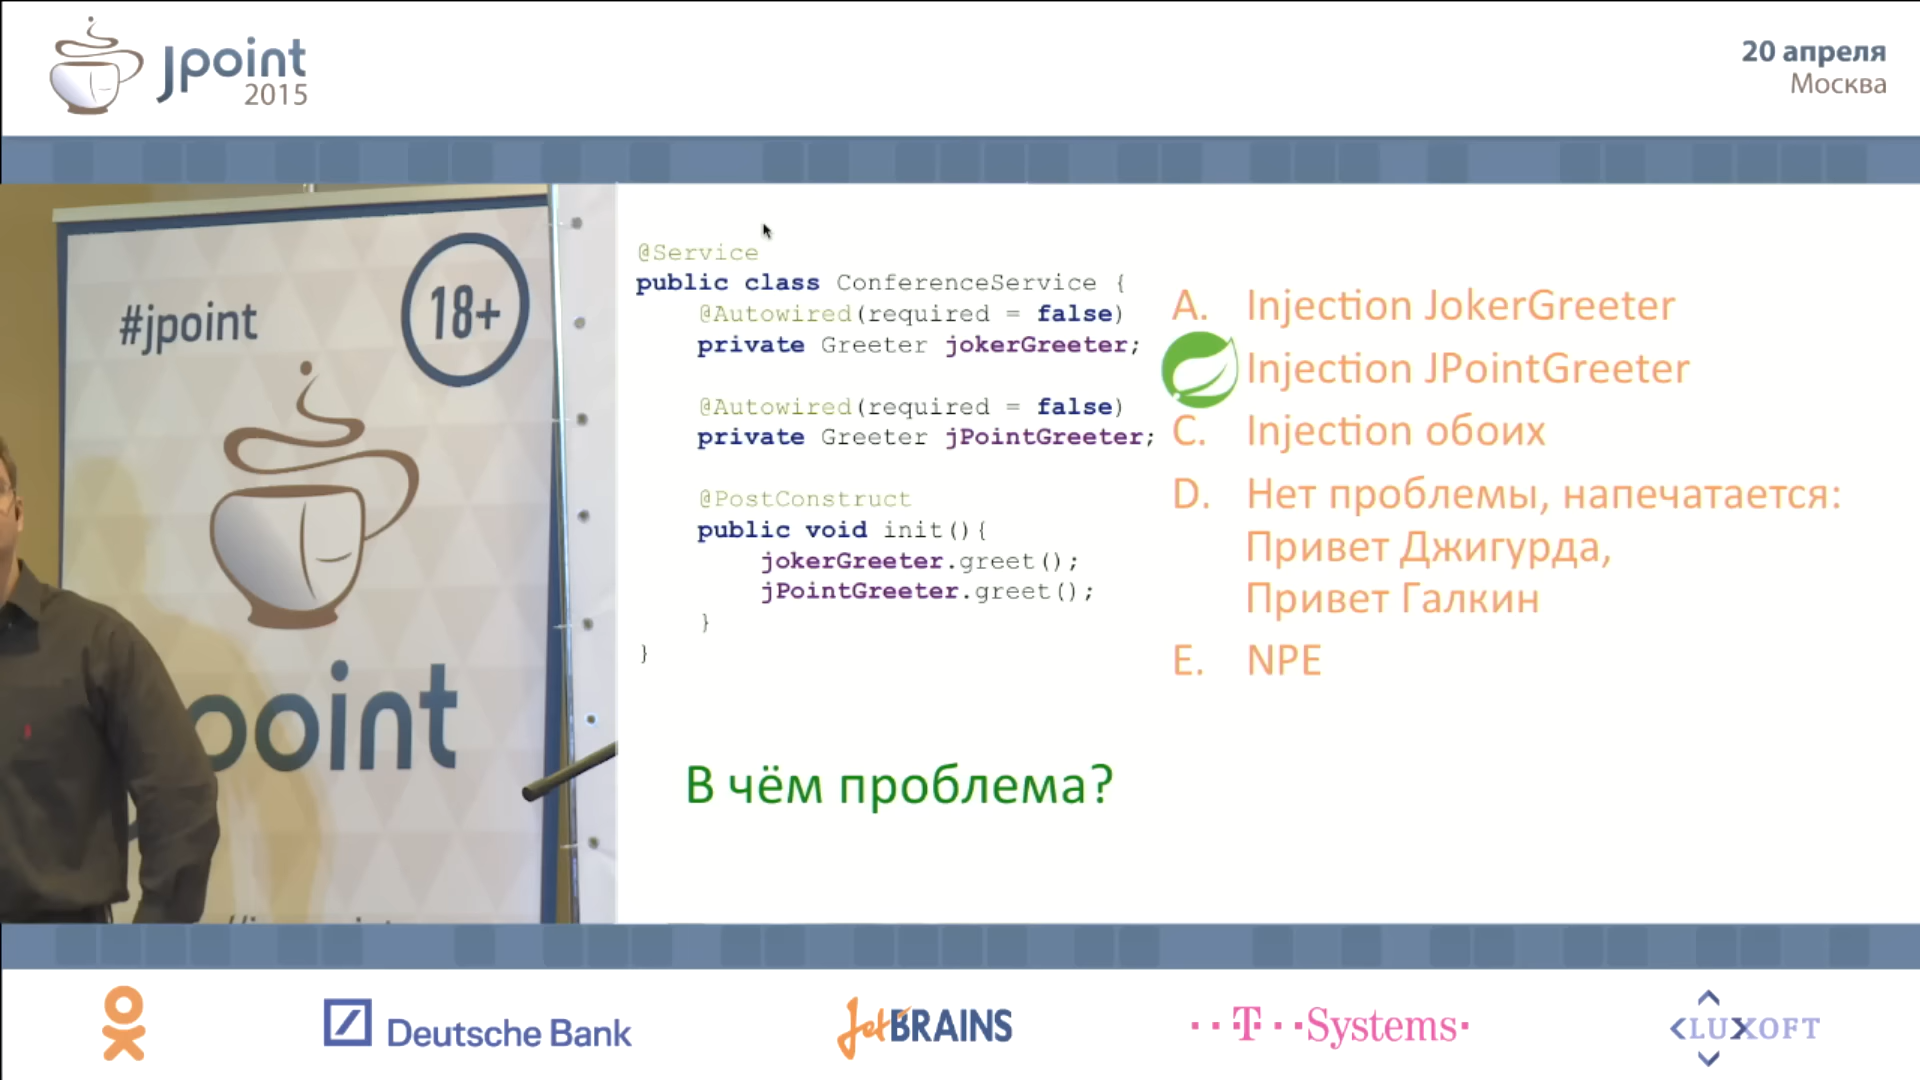 Jpoint
2015
20 апреля
Москва
#jpoint
18+
point
@Service
public class ConferenceService {
@Autowired(required = false)
private Greeter jokerGreeter;
@Autowired(required = false)
private Greeter jPointGreeter;
@PostConstruct
public void init(){
jokerGreeter.greet();
jPointGreeter.greet();
}
}
A. Injection JokerGreeter
Injection JPointGreeter
C. Injection обоих
D. Нет проблемы, напечатается:
Привет Джигурда,
Привет Галкин
E. NPE
В чём проблема?
Deutsche Bank
JetBRAINS
··T··Systems·
LUXOFT